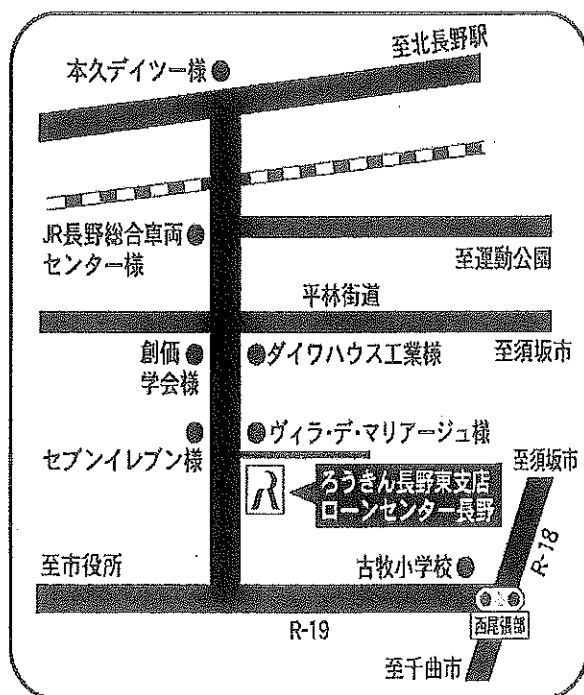 至北長野駅
本久デイツー様
JR長野総合車両
センター様
至運動公園
平林街道
創価
学会様
ダイワハウス工業様
至須坂市
ヴィラ・デ・マリアージュ様
セブンイレブン様
至須坂市
ろうきん長野東支店
ローンセンター長野
R-18
至市役所
古牧小学校
R-19
西尾張部
至千曲市